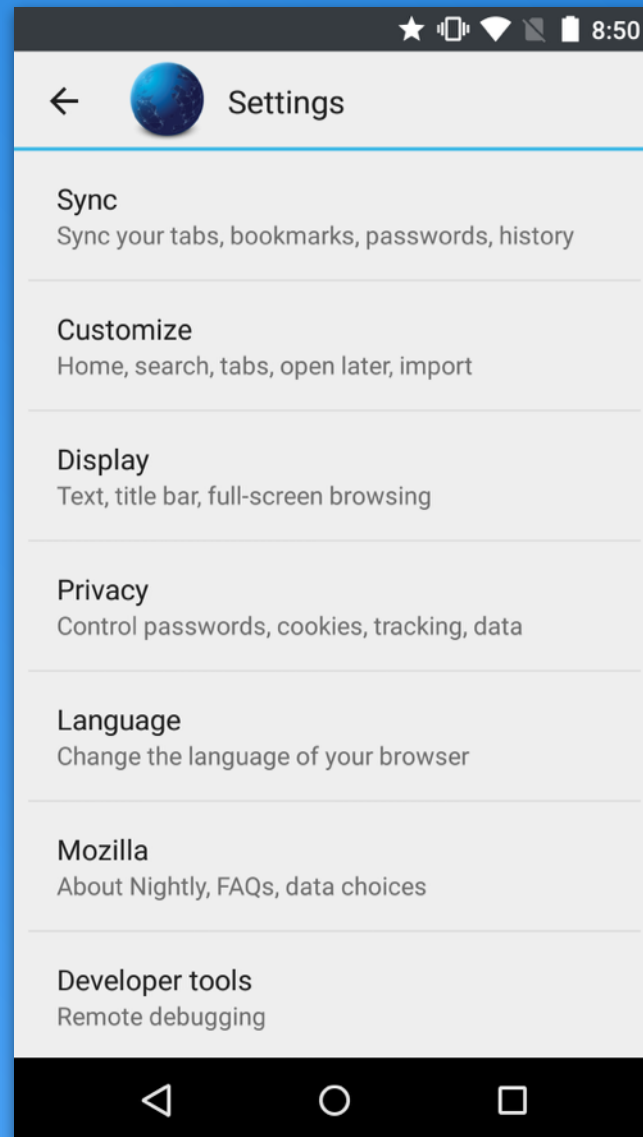 8:50
Settings
Sync
Sync your tabs, bookmarks, passwords, history
Customize
Home, search, tabs, open later, import
Display
Text, title bar, full-screen browsing
Privacy
Control passwords, cookies, tracking, data
Language
Change the language of your browser
Mozilla
About Nightly, FAQs, data choices
Developer tools
Remote debugging